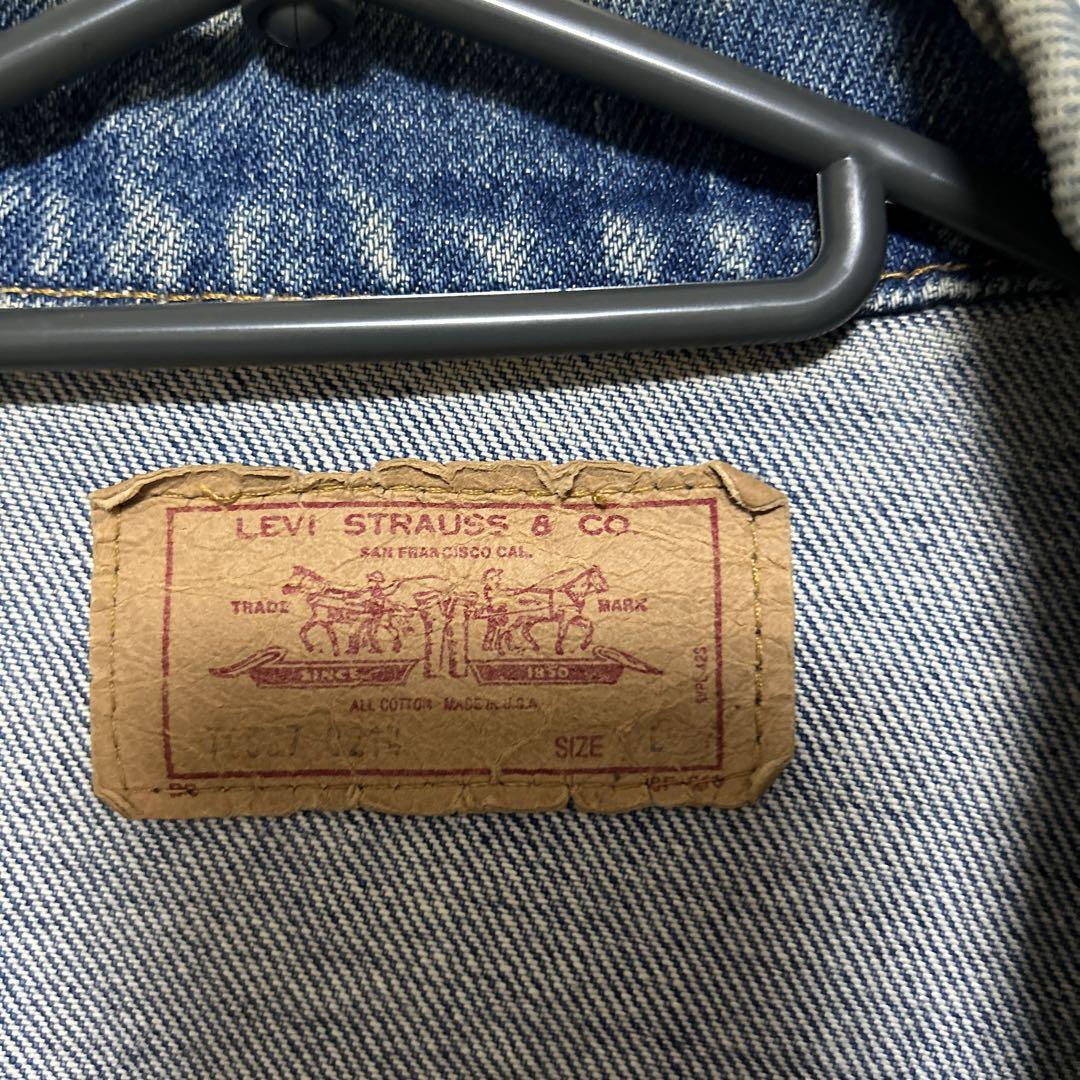 LEVI STRAUSS & CO.
SAN FRANCISCO CAL.
TRADE MARK
SINCE 1850
ALL COTTON MADE IN U.S.A
SIZE L